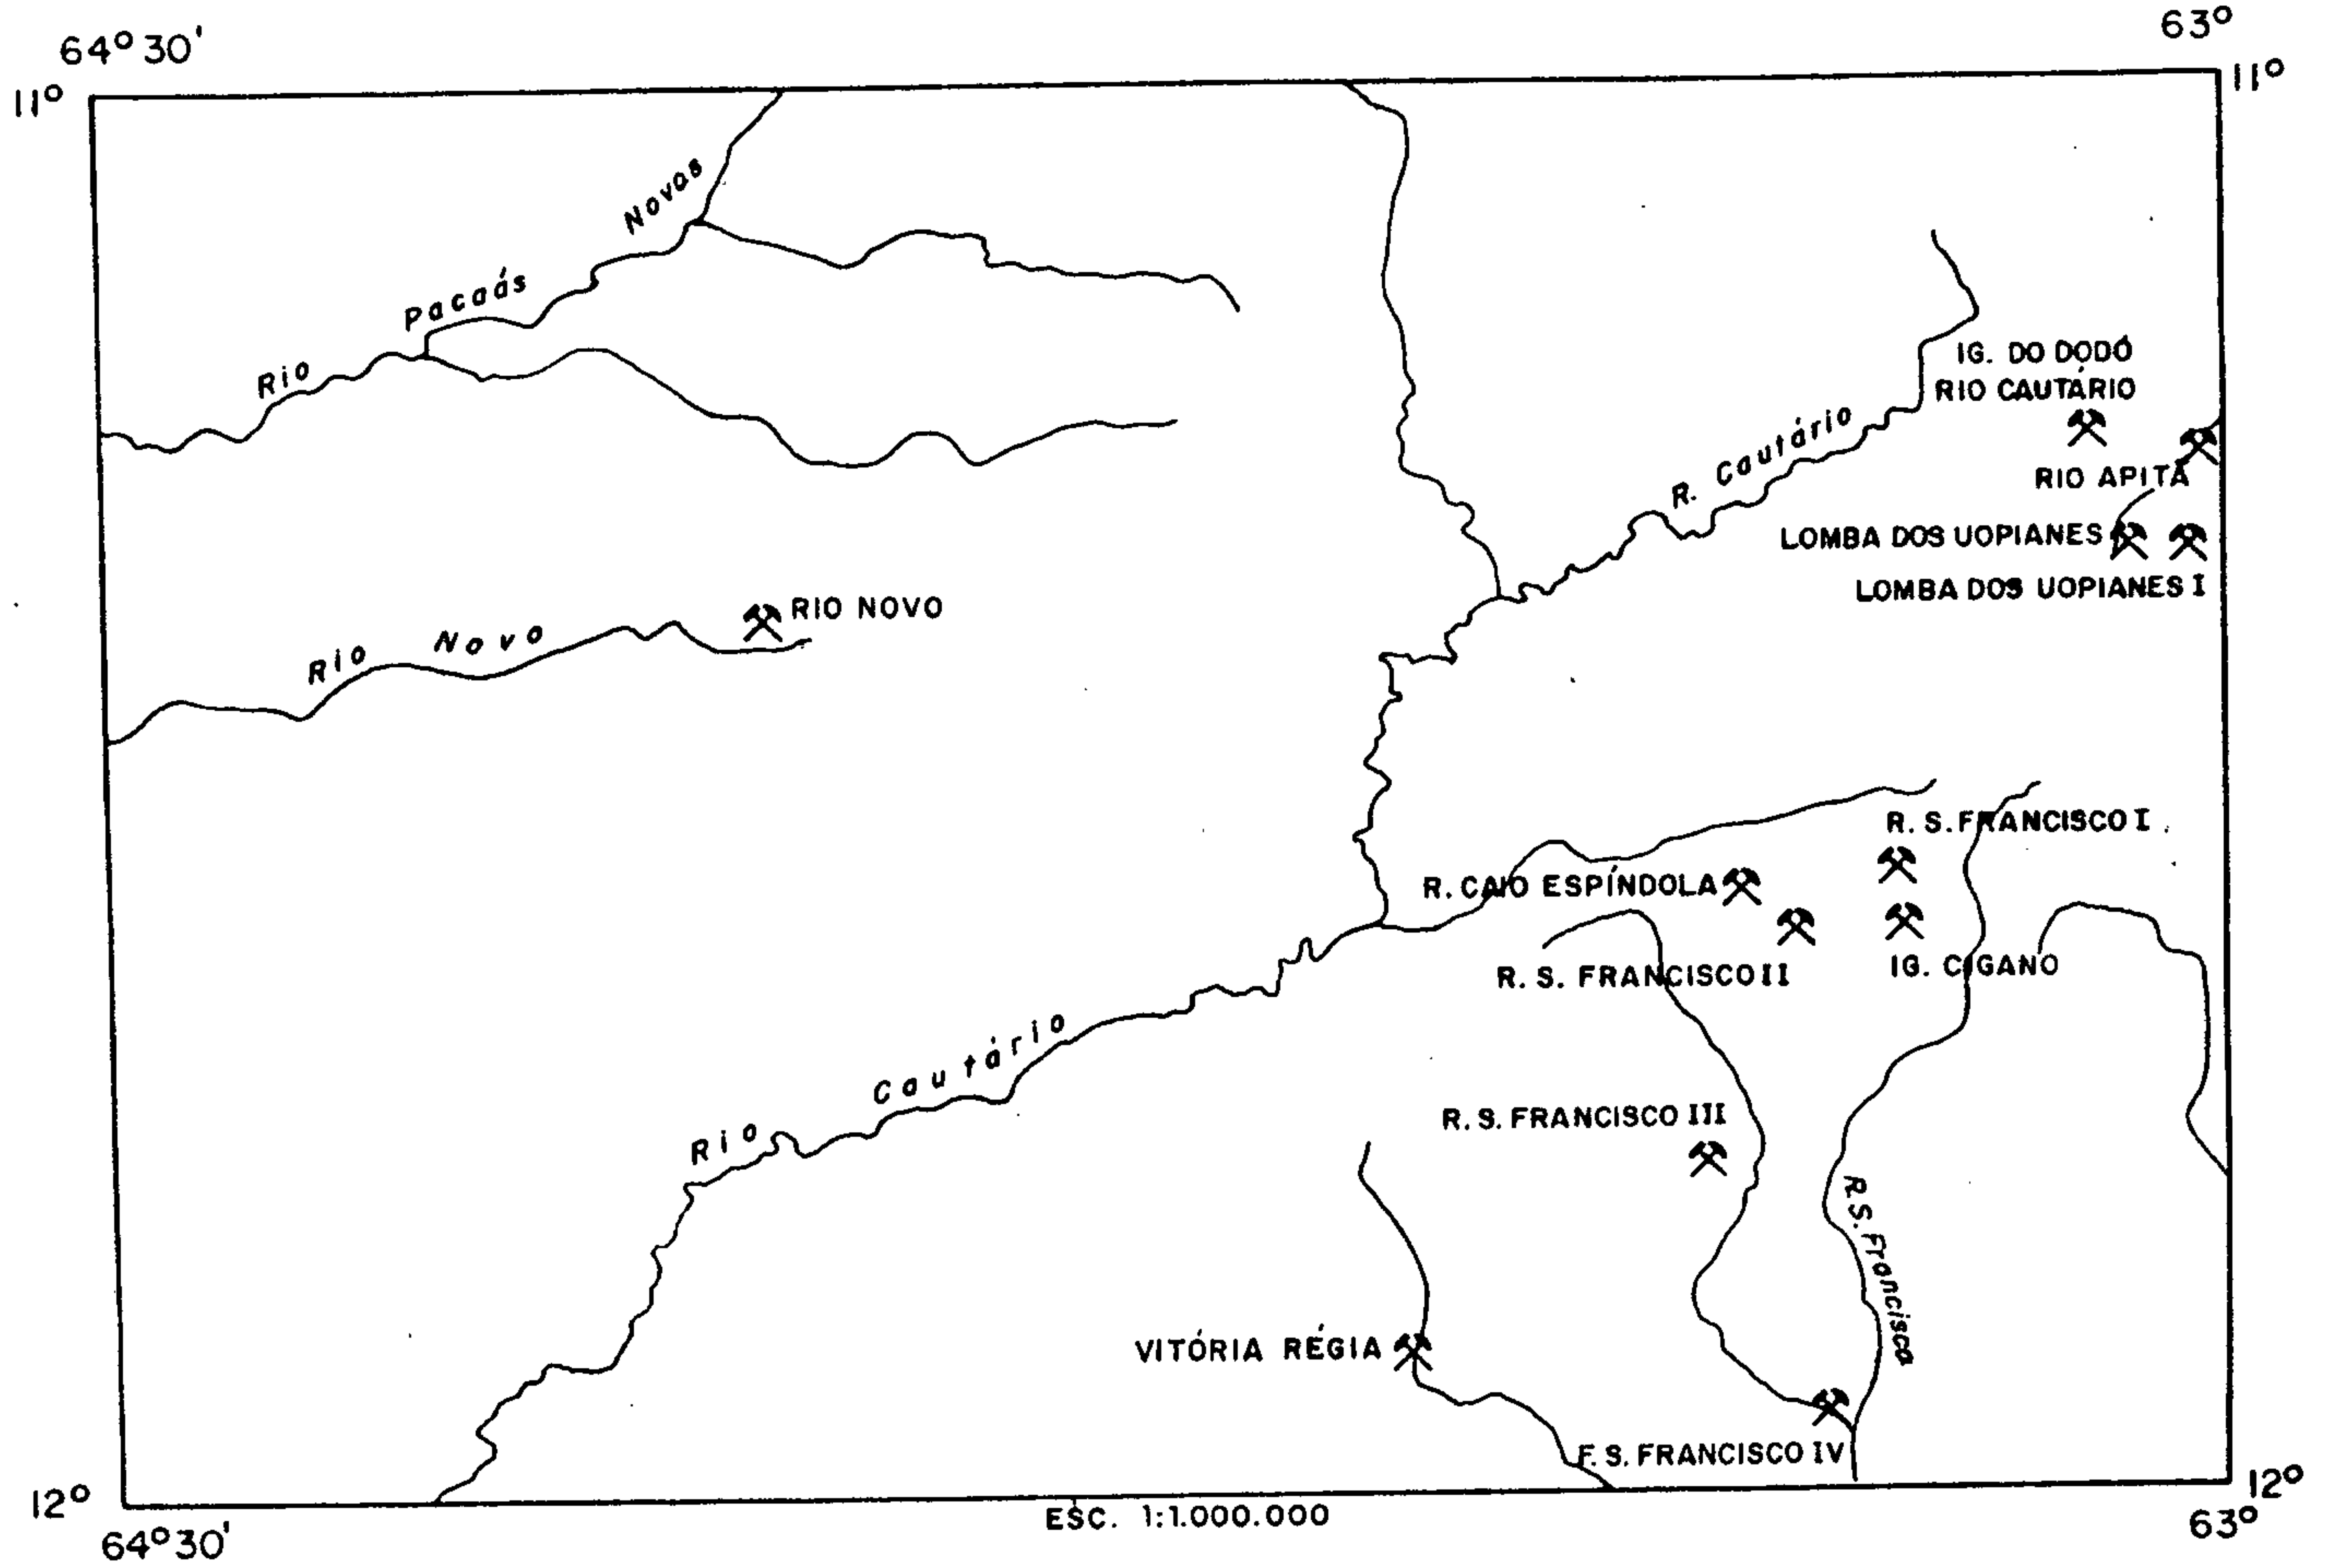 64° 30'
63°
11°
11°
Rio Pacaás Novas
IG. DO DODÓ
RIO CAUTÁRIO
R. Cautário
RIO APITÁ
LOMBA DOS UOPIANES
LOMBA DOS UOPIANES I
RIO NOVO
Rio Novo
R. S. FRANCISCO I
R. CAIO ESPÍNDOLA
R. S. FRANCISCO II
IG. CIGANO
Rio Cautário
R. S. FRANCISCO III
R. S. Francisca
VITÓRIA RÉGIA
F. S. FRANCISCO IV
12°
12°
64° 30'
ESC. 1:1.000.000
63°